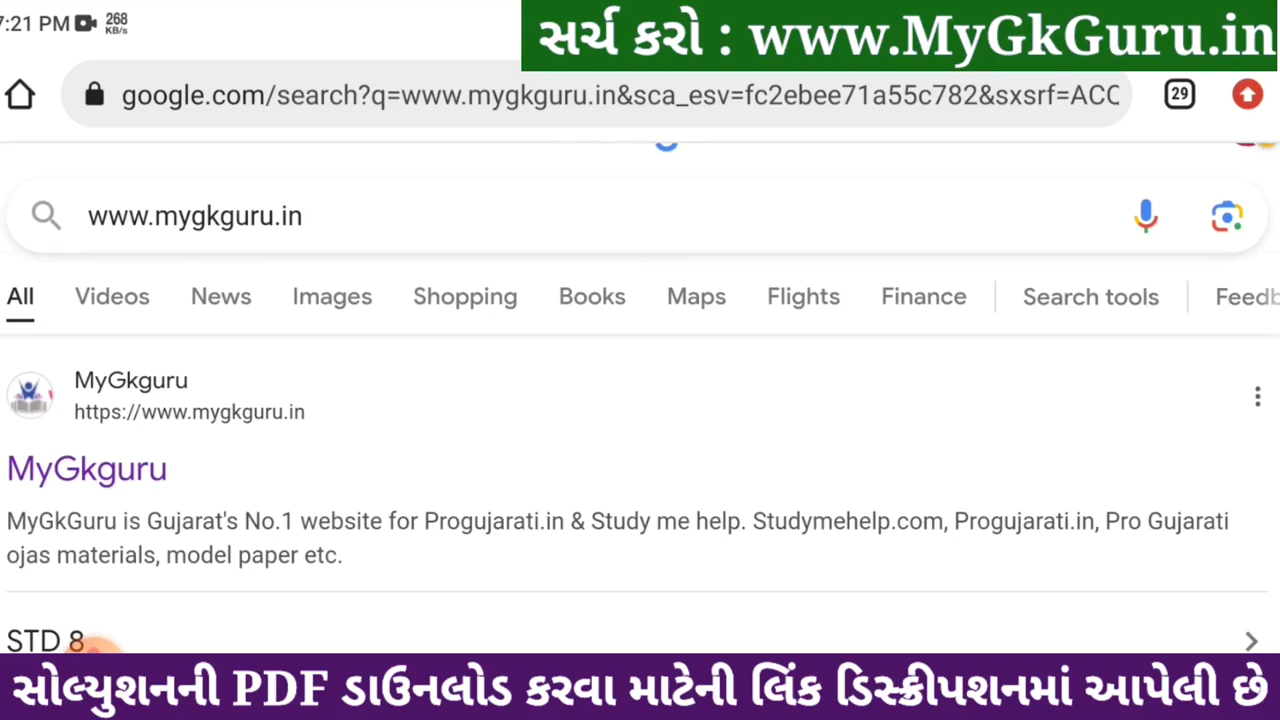 7:21 PM 268 KB/s
સર્ચ કરો : www.MyGkGuru.in
google.com/search?q=www.mygkguru.in&sca_esv=fc2ebee71a55c782&sxsrf=ACC
29
www.mygkguru.in
All Videos News Images Shopping Books Maps Flights Finance Search tools Feedb
MyGkguru
https://www.mygkguru.in
MyGkguru
MyGkGuru is Gujarat's No.1 website for Progujarati.in & Study me help. Studymehelp.com, Progujarati.in, Pro Gujarati
ojas materials, model paper etc.
STD 8
સોલ્યુશનની PDF ડાઉનલોડ કરવા માટેની લિંક ડિસ્ક્રીપશનમાં આપેલી છે